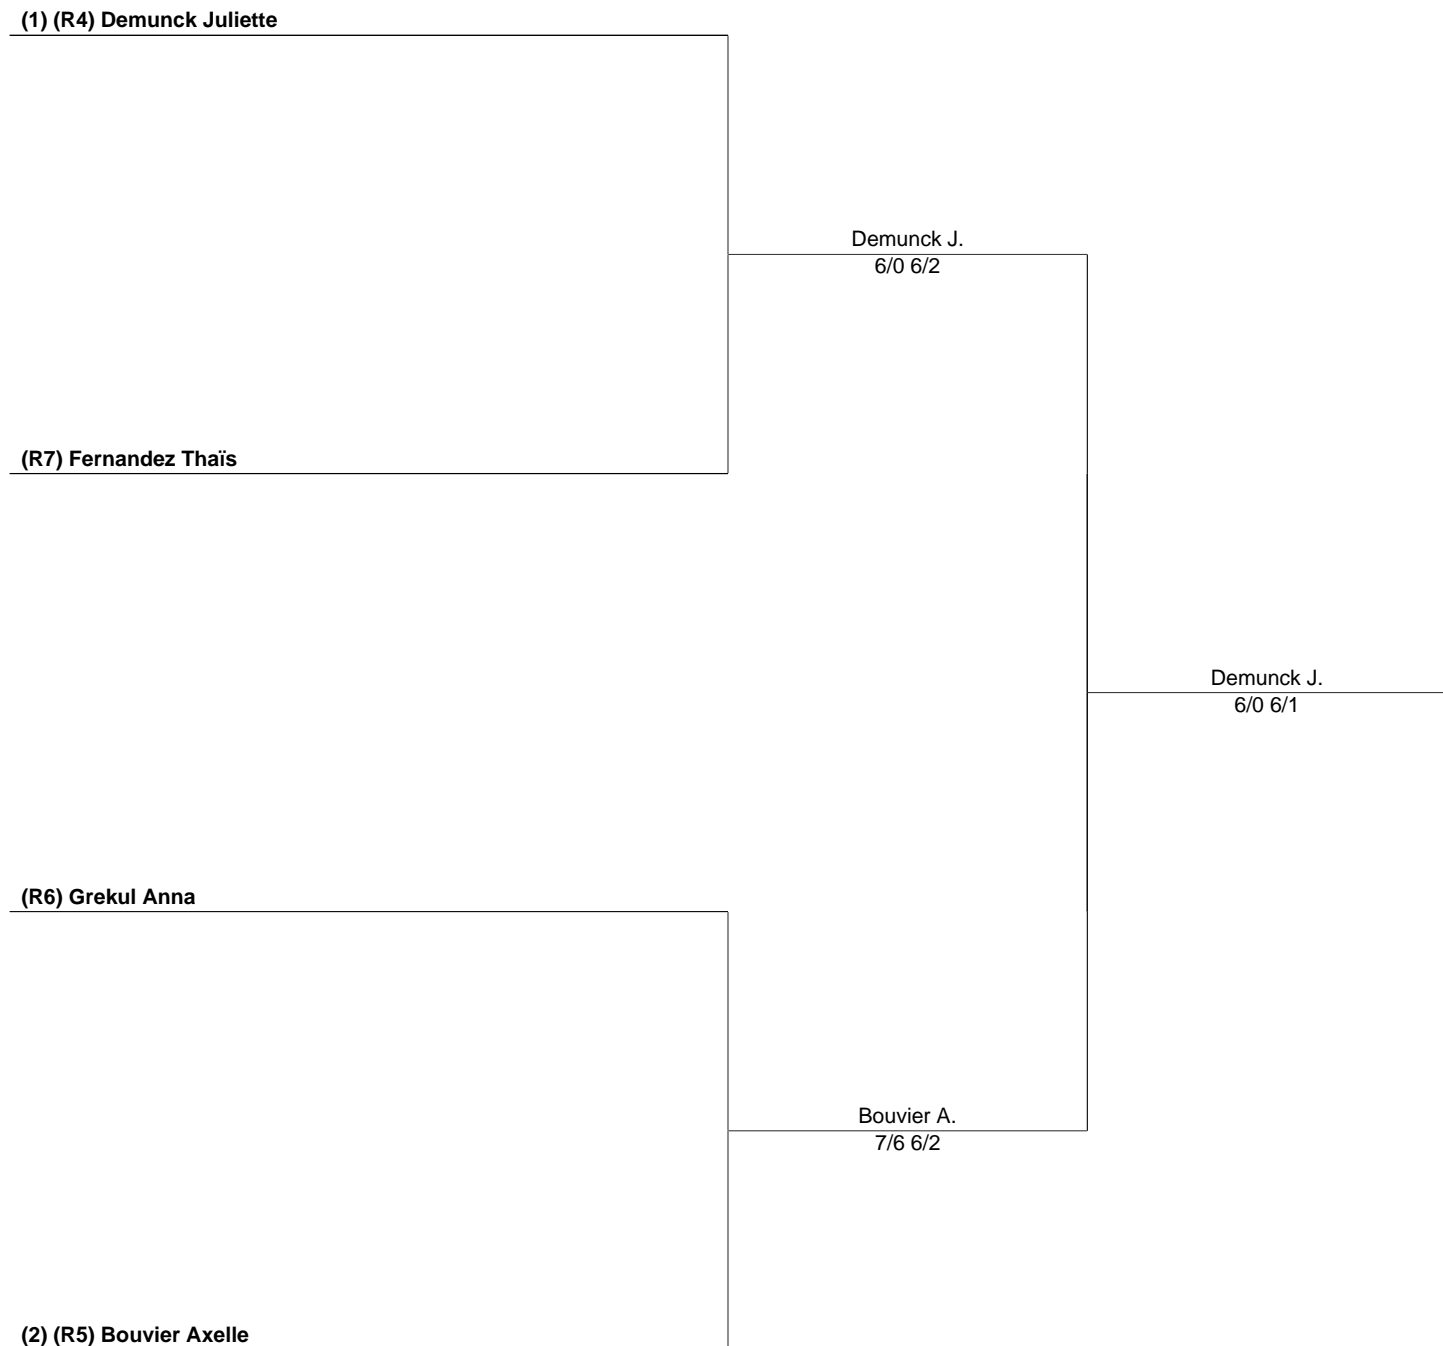 (1) (R4) Demunck Juliette
Demunck J.
6/0 6/2
(R7) Fernandez Thaïs
Demunck J.
6/0 6/1
(R6) Grekul Anna
Bouvier A.
7/6 6/2
(2) (R5) Bouvier Axelle